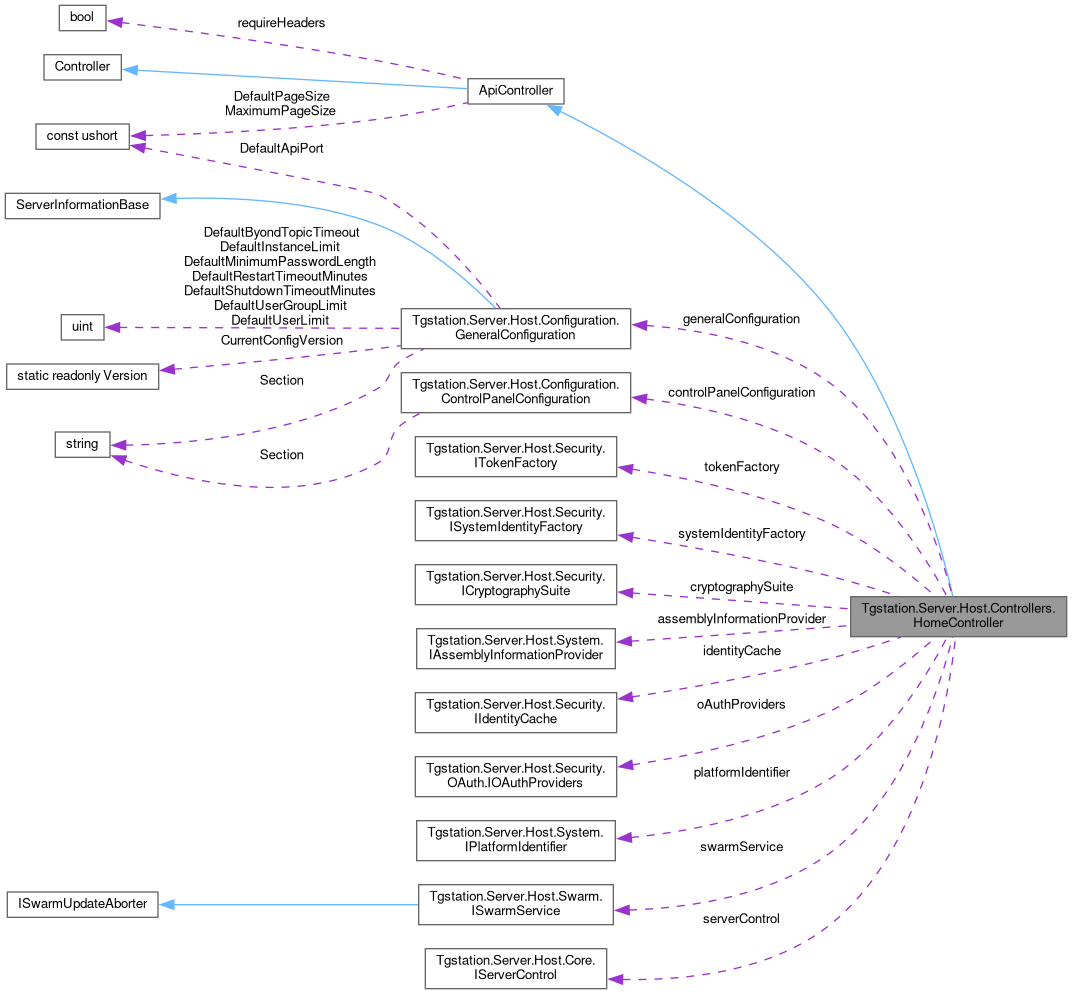 bool
requireHeaders
Controller
ApiController
DefaultPageSize
MaximumPageSize
const ushort
DefaultApiPort
ServerInformationBase
DefaultByondTopicTimeout
DefaultInstanceLimit
DefaultMinimumPasswordLength
DefaultRestartTimeoutMinutes
DefaultShutdownTimeoutMinutes
DefaultUserGroupLimit
DefaultUserLimit
uint
Tgstation.Server.Host.Configuration.
GeneralConfiguration
generalConfiguration
CurrentConfigVersion
static readonly Version
Section
Tgstation.Server.Host.Configuration.
ControlPanelConfiguration
controlPanelConfiguration
string
Section
Tgstation.Server.Host.Security.
ITokenFactory
tokenFactory
Tgstation.Server.Host.Security.
ISystemIdentityFactory
systemIdentityFactory
Tgstation.Server.Host.Security.
ICryptographySuite
cryptographySuite
Tgstation.Server.Host.Controllers.
HomeController
assemblyInformationProvider
Tgstation.Server.Host.System.
IAssemblyInformationProvider
identityCache
Tgstation.Server.Host.Security.
IIdentityCache
oAuthProviders
Tgstation.Server.Host.Security.
OAuth.IOAuthProviders
platformIdentifier
Tgstation.Server.Host.System.
IPlatformIdentifier
swarmService
ISwarmUpdateAborter
Tgstation.Server.Host.Swarm.
ISwarmService
serverControl
Tgstation.Server.Host.Core.
IServerControl